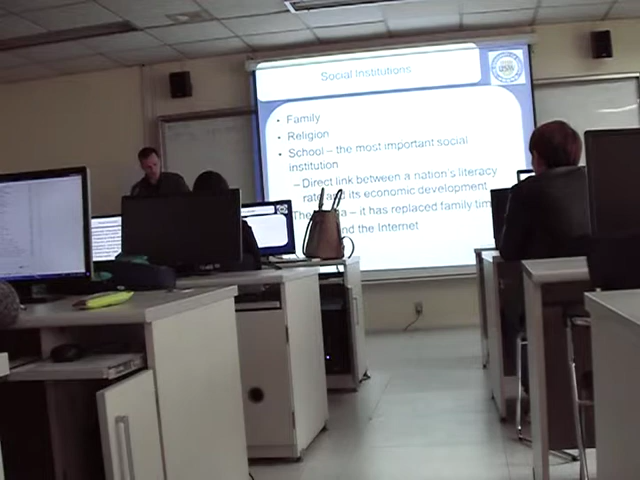 Social Institutions
• Family
• Religion
• School – the most important social
institution
– Direct link between a nation's literacy
rate its economic development
The – it has replaced family
nd the Internet